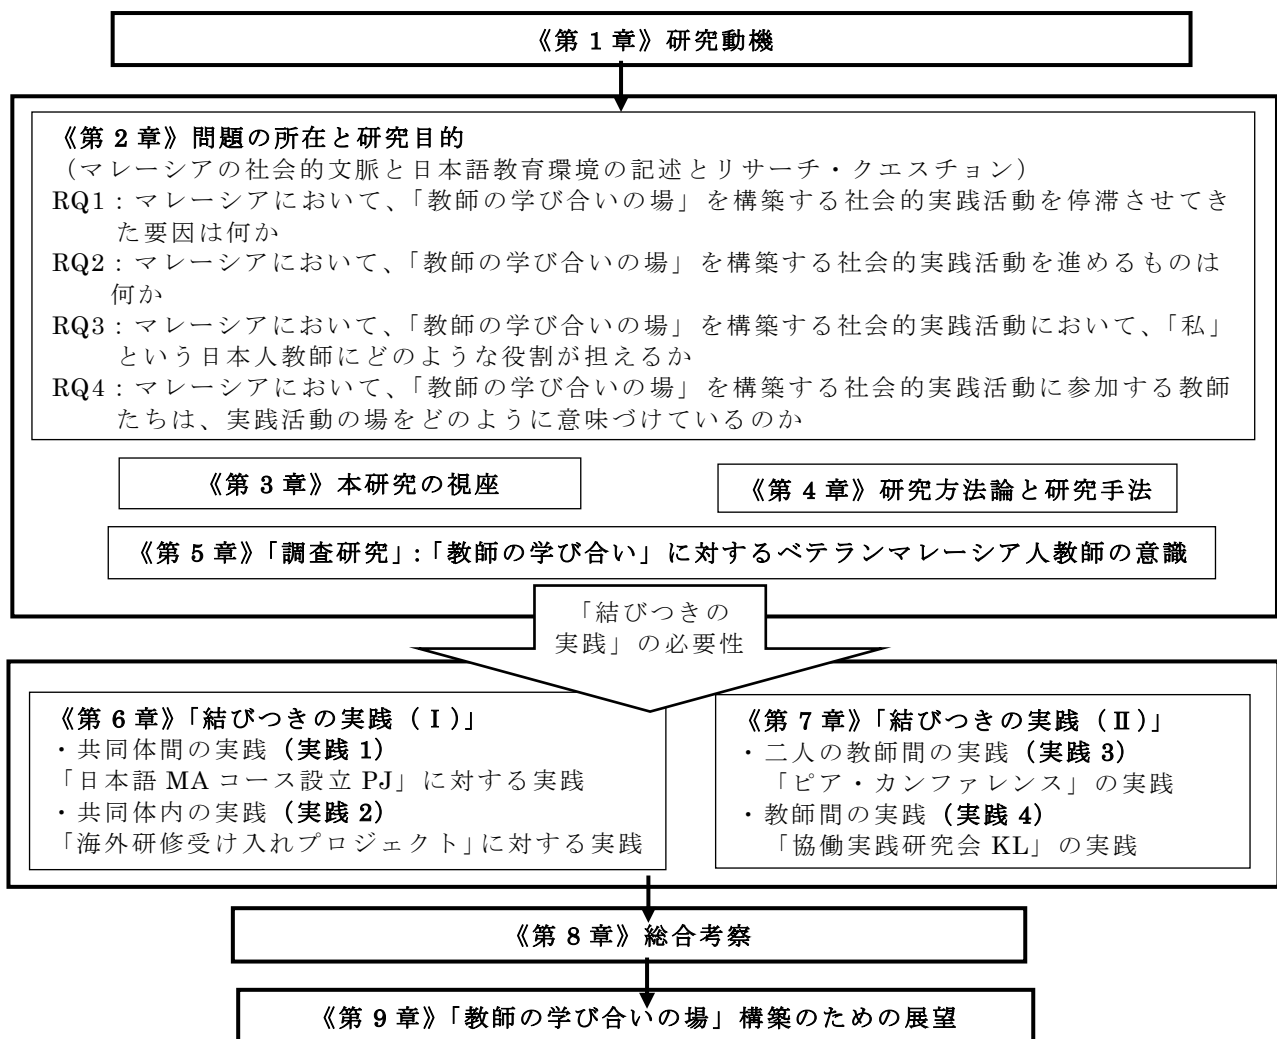 《第 1 章》研究動機
《第 2 章》問題の所在と研究目的
（マレーシアの社会的文脈と日本語教育環境の記述とリサーチ・クエスチョン）
RQ1：マレーシアにおいて、「教師の学び合いの場」を構築する社会的実践活動を停滞させてき
た要因は何か
RQ2：マレーシアにおいて、「教師の学び合いの場」を構築する社会的実践活動を進めるものは
何か
RQ3：マレーシアにおいて、「教師の学び合いの場」を構築する社会的実践活動において、「私」
という日本人教師にどのような役割が担えるか
RQ4：マレーシアにおいて、「教師の学び合いの場」を構築する社会的実践活動に参加する教師
たちは、実践活動の場をどのように意味づけているのか
《第 3 章》本研究の視座
《第 4 章》研究方法論と研究手法
《第 5 章》「調査研究」：「教師の学び合い」に対するベテランマレーシア人教師の意識
「結びつきの
実践」の必要性
《第 6 章》「結びつきの実践（Ⅰ）」
・共同体間の実践（実践 1）
「日本語 MA コース設立 PJ」に対する実践
・共同体内の実践（実践 2）
「海外研修受け入れプロジェクト」に対する実践
《第 7 章》「結びつきの実践（Ⅱ）」
・二人の教師間の実践（実践 3）
「ピア・カンファレンス」の実践
・教師間の実践（実践 4）
「協働実践研究会 KL」の実践
《第 8 章》総合考察
《第 9 章》「教師の学び合いの場」構築のための展望